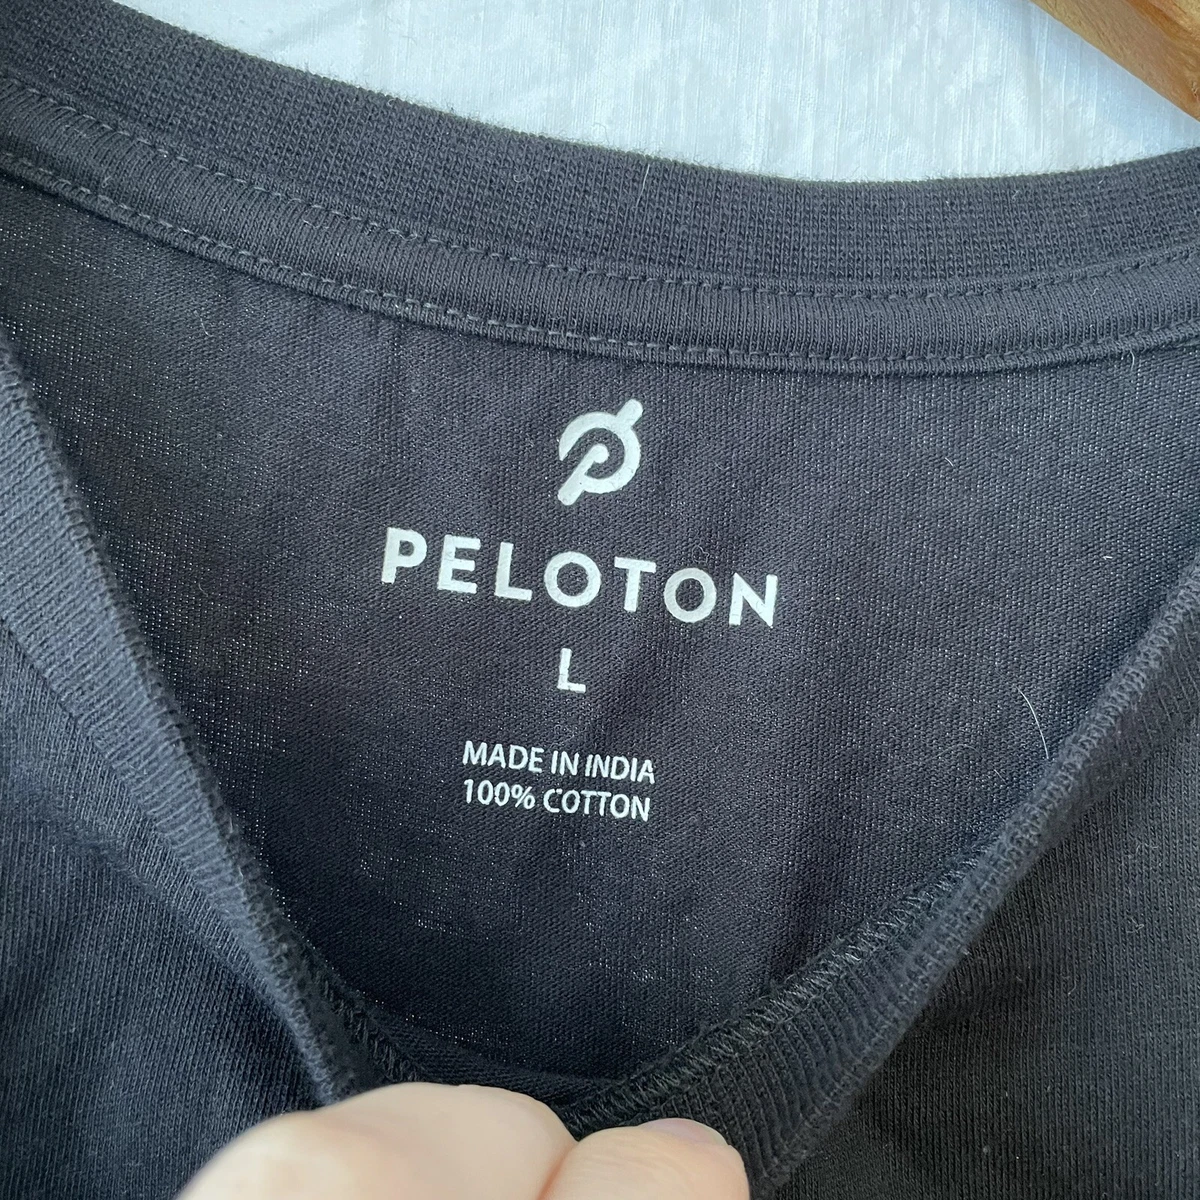 PELOTON
L
MADE IN INDIA
100% COTTON